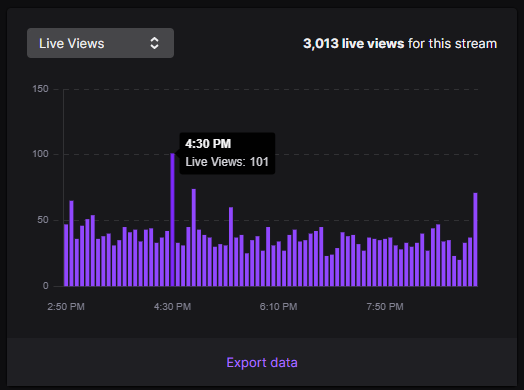 Live Views
3,013 live views for this stream
150
4:30 PM
Live Views: 101
100
50
0
2:50 PM 4:30 PM 6:10 PM 7:50 PM
Export data